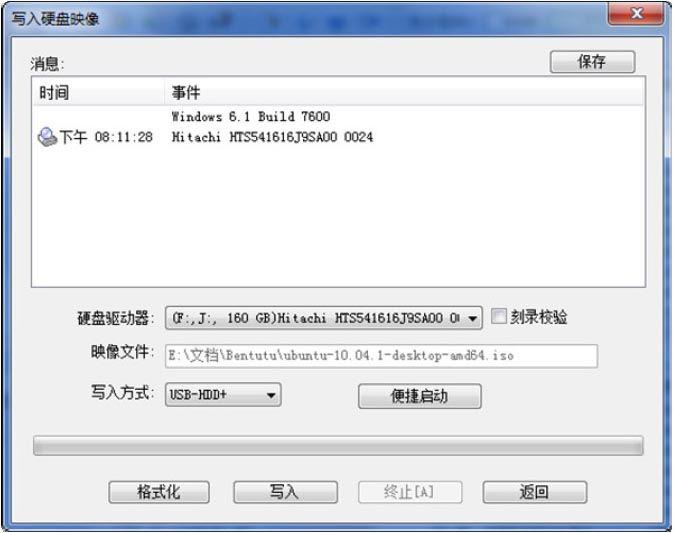 写入硬盘映像
消息:
保存
时间 事件
Windows 6.1 Build 7600
下午 08:11:28 Hitachi HTS541616J9SA00 0024
硬盘驱动器: (F:,J:, 160 GB)Hitachi HTS541616J9SA00 刻录校验
映像文件: E:\文档\Bentutu\ubuntu-10.04.1-desktop-amd64.iso
写入方式: USB-HDD+ 便捷启动
格式化 写入 终止[A] 返回